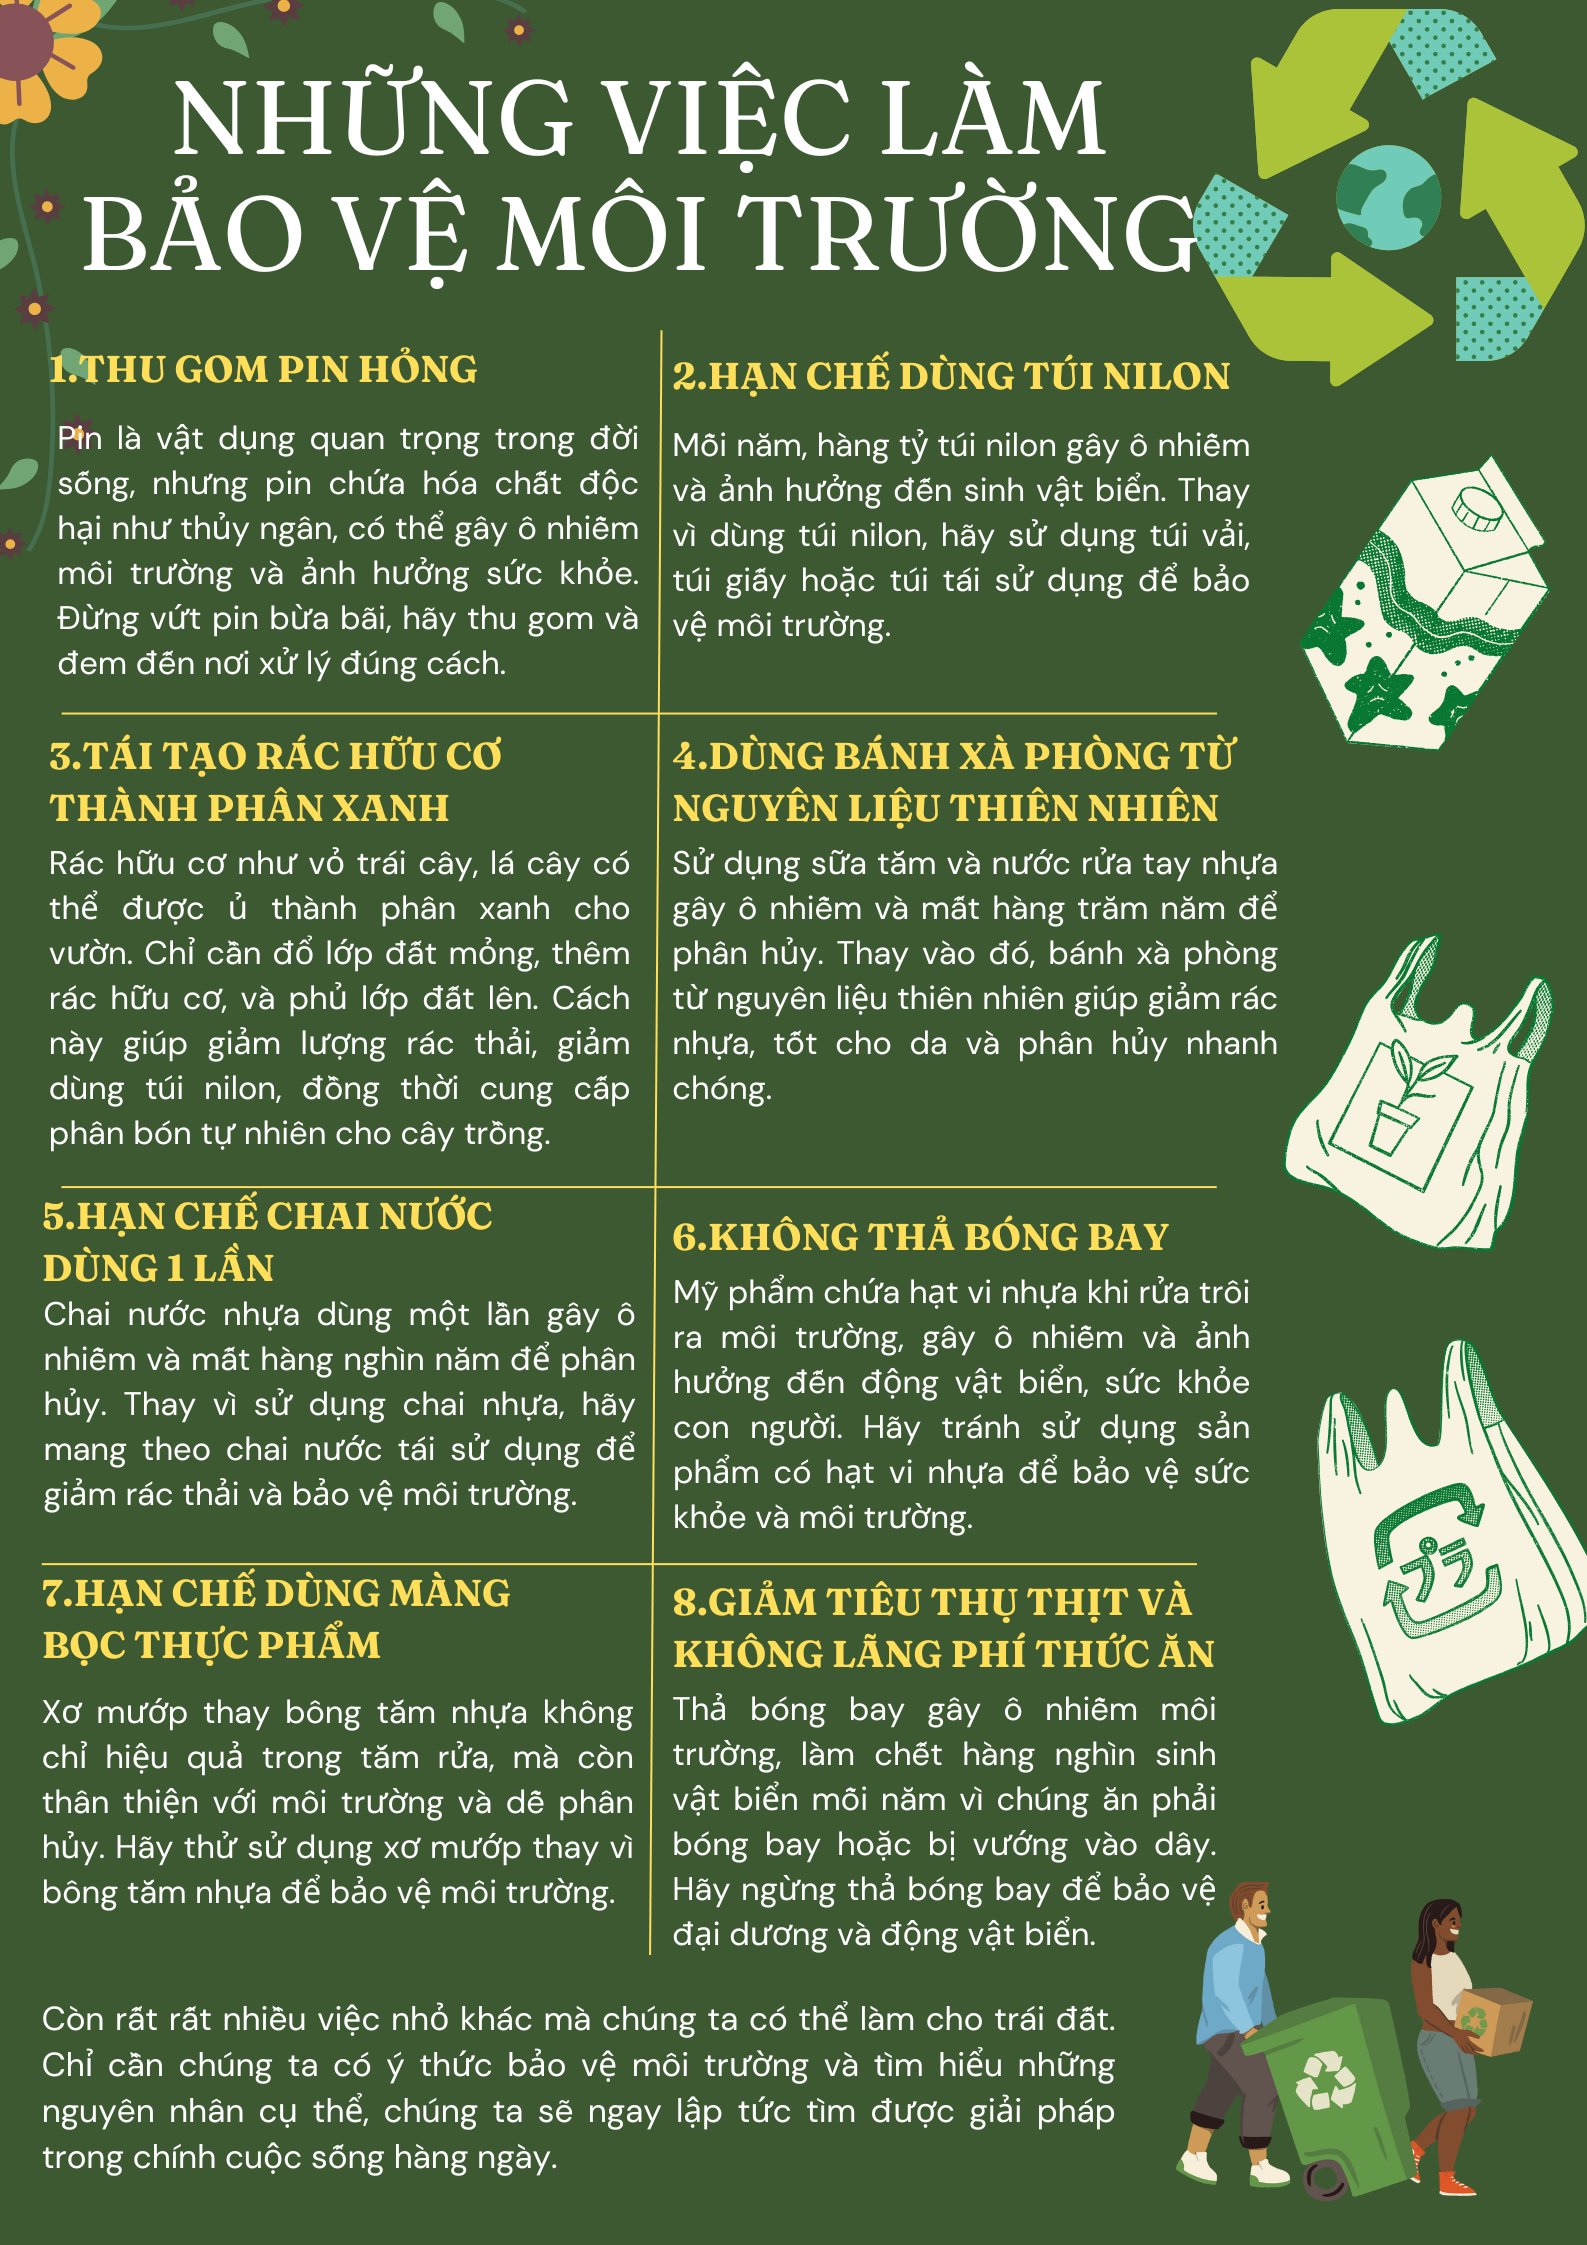 NHỮNG VIỆC LÀM
BẢO VỆ MÔI TRƯỜNG
1.THU GOM PIN HỎNG
Pin là vật dụng quan trọng trong đời
sống, nhưng pin chứa hóa chất độc
hại như thủy ngân, có thể gây ô nhiễm
môi trường và ảnh hưởng sức khỏe.
Đừng vứt pin bừa bãi, hãy thu gom và
đem đến nơi xử lý đúng cách.
2.HẠN CHẾ DÙNG TÚI NILON
Mỗi năm, hàng tỷ túi nilon gây ô nhiễm
và ảnh hưởng đến sinh vật biển. Thay
vì dùng túi nilon, hãy sử dụng túi vải,
túi giấy hoặc túi tái sử dụng để bảo
vệ môi trường.
3.TÁI TẠO RÁC HỮU CƠ
THÀNH PHÂN XANH
Rác hữu cơ như vỏ trái cây, lá cây có
thể được ủ thành phân xanh cho
vườn. Chỉ cần đổ lớp đất mỏng, thêm
rác hữu cơ, và phủ lớp đất lên. Cách
này giúp giảm lượng rác thải, giảm
dùng túi nilon, đồng thời cung cấp
phân bón tự nhiên cho cây trồng.
4.DÙNG BÁNH XÀ PHÒNG TỪ
NGUYÊN LIỆU THIÊN NHIÊN
Sử dụng sữa tắm và nước rửa tay nhựa
gây ô nhiễm và mất hàng trăm năm để
phân hủy. Thay vào đó, bánh xà phòng
từ nguyên liệu thiên nhiên giúp giảm rác
nhựa, tốt cho da và phân hủy nhanh
chóng.
5.HẠN CHẾ CHAI NƯỚC
DÙNG 1 LẦN
Chai nước nhựa dùng một lần gây ô
nhiễm và mất hàng nghìn năm để phân
hủy. Thay vì sử dụng chai nhựa, hãy
mang theo chai nước tái sử dụng để
giảm rác thải và bảo vệ môi trường.
6.KHÔNG THẢ BÓNG BAY
Mỹ phẩm chứa hạt vi nhựa khi rửa trôi
ra môi trường, gây ô nhiễm và ảnh
hưởng đến động vật biển, sức khỏe
con người. Hãy tránh sử dụng sản
phẩm có hạt vi nhựa để bảo vệ sức
khỏe và môi trường.
プラ
7.HẠN CHẾ DÙNG MÀNG
BỌC THỰC PHẨM
Xơ mướp thay bông tắm nhựa không
chỉ hiệu quả trong tắm rửa, mà còn
thân thiện với môi trường và dễ phân
hủy. Hãy thử sử dụng xơ mướp thay vì
bông tắm nhựa để bảo vệ môi trường.
8.GIẢM TIÊU THỤ THỊT VÀ
KHÔNG LÃNG PHÍ THỨC ĂN
Thả bóng bay gây ô nhiễm môi
trường, làm chết hàng nghìn sinh
vật biển mỗi năm vì chúng ăn phải
bóng bay hoặc bị vướng vào dây.
Hãy ngừng thả bóng bay để bảo vệ
đại dương và động vật biển.
Còn rất rất nhiều việc nhỏ khác mà chúng ta có thể làm cho trái đất.
Chỉ cần chúng ta có ý thức bảo vệ môi trường và tìm hiểu những
nguyên nhân cụ thể, chúng ta sẽ ngay lập tức tìm được giải pháp
trong chính cuộc sống hàng ngày.